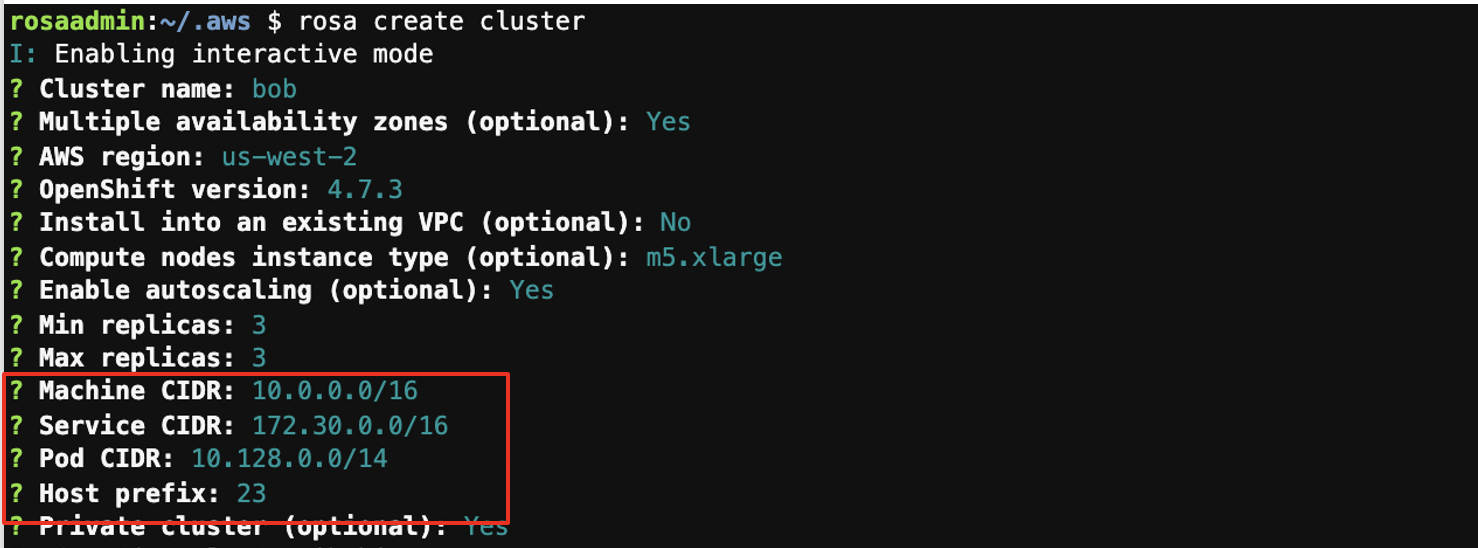 rosaadmin:~/.aws $ rosa create cluster
I: Enabling interactive mode
? Cluster name: bob
? Multiple availability zones (optional): Yes
? AWS region: us-west-2
? OpenShift version: 4.7.3
? Install into an existing VPC (optional): No
? Compute nodes instance type (optional): m5.xlarge
? Enable autoscaling (optional): Yes
? Min replicas: 3
? Max replicas: 3
? Machine CIDR: 10.0.0.0/16
? Service CIDR: 172.30.0.0/16
? Pod CIDR: 10.128.0.0/14
? Host prefix: 23
? Private cluster (optional): Yes